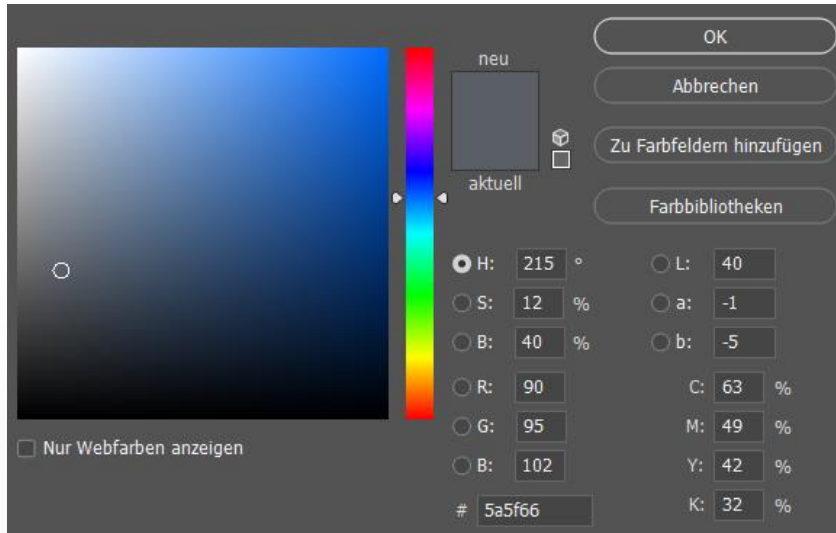 neu
aktuell
OK
Abbrechen
Zu Farbfeldern hinzufügen
Farbbibliotheken
H: 215 °
S: 12 %
B: 40 %
R: 90
G: 95
B: 102
# 5a5f66
L: 40
a: -1
b: -5
C: 63 %
M: 49 %
Y: 42 %
K: 32 %
Nur Webfarben anzeigen